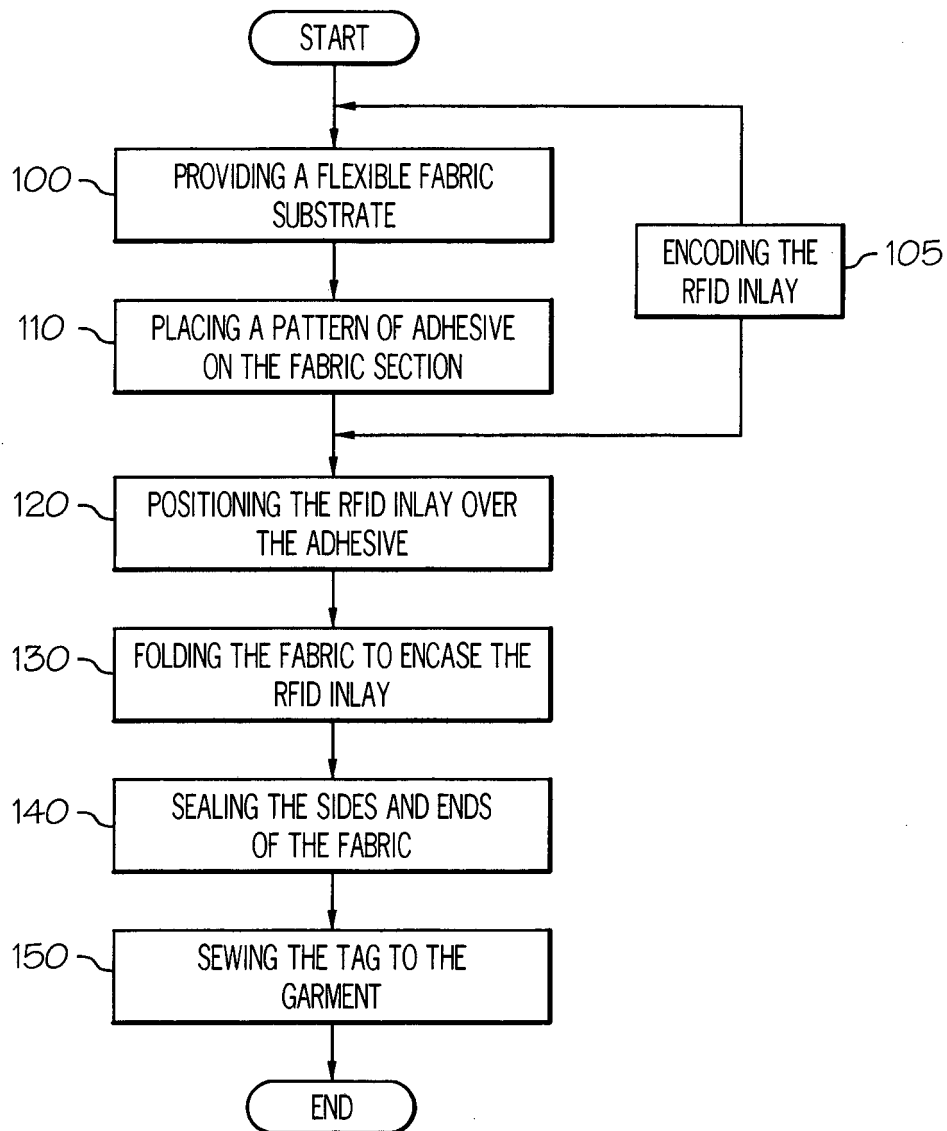 START
100
PROVIDING A FLEXIBLE FABRIC
SUBSTRATE
ENCODING THE
RFID INLAY
105
110
PLACING A PATTERN OF ADHESIVE
ON THE FABRIC SECTION
120
POSITIONING THE RFID INLAY OVER
THE ADHESIVE
130
FOLDING THE FABRIC TO ENCASE THE
RFID INLAY
140
SEALING THE SIDES AND ENDS
OF THE FABRIC
150
SEWING THE TAG TO THE
GARMENT
END